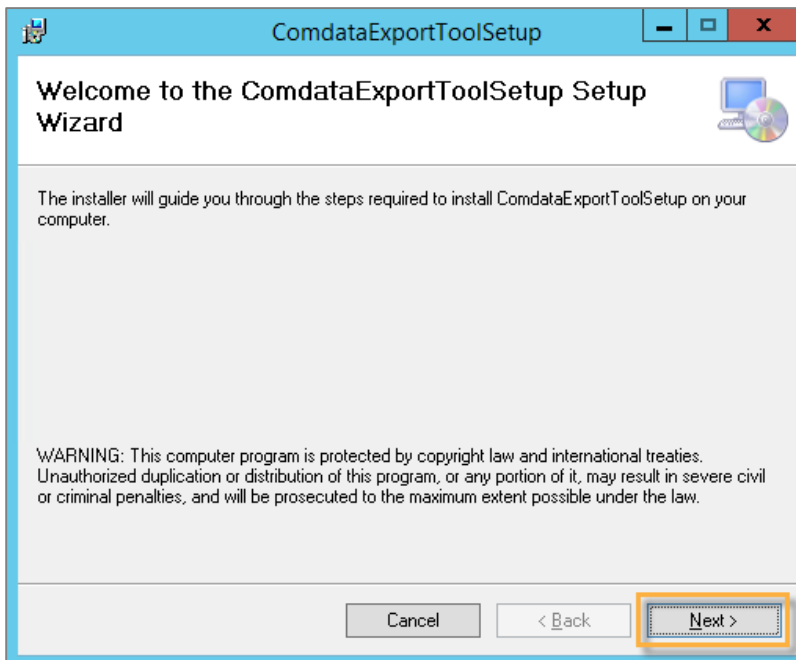 ComdataExportToolSetup
Welcome to the ComdataExportToolSetup Setup
Wizard
The installer will guide you through the steps required to install ComdataExportToolSetup on your
computer.
WARNING: This computer program is protected by copyright law and international treaties.
Unauthorized duplication or distribution of this program, or any portion of it, may result in severe civil
or criminal penalties, and will be prosecuted to the maximum extent possible under the law.
Cancel < Back Next >